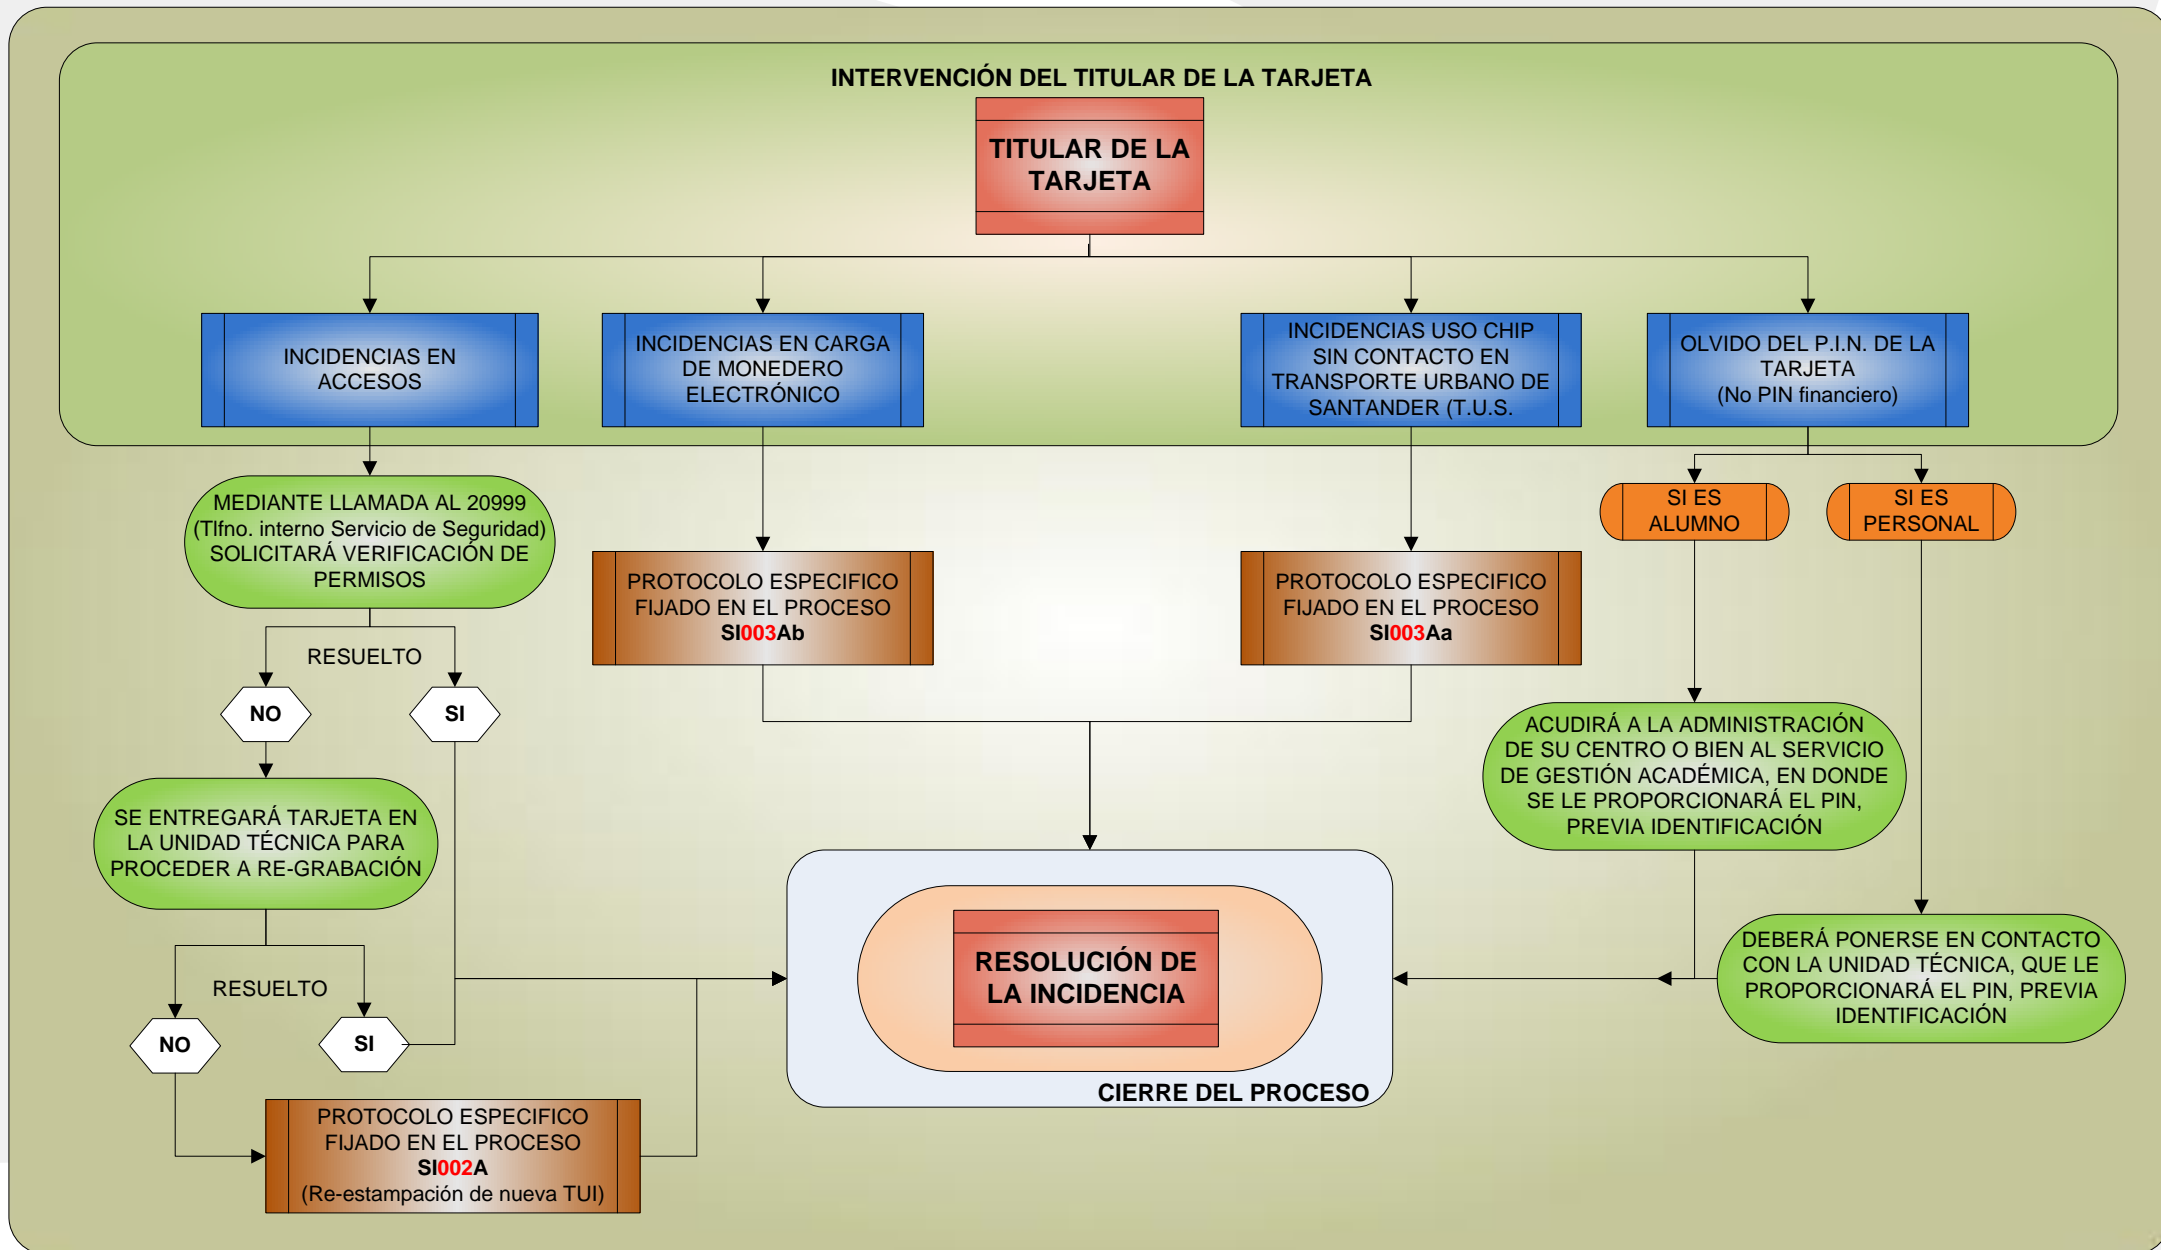 INTERVENCIÓN DEL TITULAR DE LA TARJETA
TITULAR DE LA
TARJETA
INCIDENCIAS EN
ACCESOS
INCIDENCIAS EN CARGA
DE MONEDERO
ELECTRÓNICO
INCIDENCIAS USO CHIP
SIN CONTACTO EN
TRANSPORTE URBANO DE
SANTANDER (T.U.S.
OLVIDO DEL P.I.N. DE LA
TARJETA
(No PIN financiero)
MEDIANTE LLAMADA AL 20999
(Tlfno. interno Servicio de Seguridad)
SOLICITARÁ VERIFICACIÓN DE
PERMISOS
SI ES
ALUMNO
SI ES
PERSONAL
PROTOCOLO ESPECIFICO
FIJADO EN EL PROCESO
SI003Ab
PROTOCOLO ESPECIFICO
FIJADO EN EL PROCESO
SI003Aa
RESUELTO
NO
SI
ACUDIRÁ A LA ADMINISTRACIÓN
DE SU CENTRO O BIEN AL SERVICIO
DE GESTIÓN ACADÉMICA, EN DONDE
SE LE PROPORCIONARÁ EL PIN,
PREVIA IDENTIFICACIÓN
SE ENTREGARÁ TARJETA EN
LA UNIDAD TÉCNICA PARA
PROCEDER A RE-GRABACIÓN
DEBERÁ PONERSE EN CONTACTO
CON LA UNIDAD TÉCNICA, QUE LE
PROPORCIONARÁ EL PIN, PREVIA
IDENTIFICACIÓN
RESOLUCIÓN DE
LA INCIDENCIA
RESUELTO
NO
SI
CIERRE DEL PROCESO
PROTOCOLO ESPECIFICO
FIJADO EN EL PROCESO
SI002A
(Re-estampación de nueva TUI)